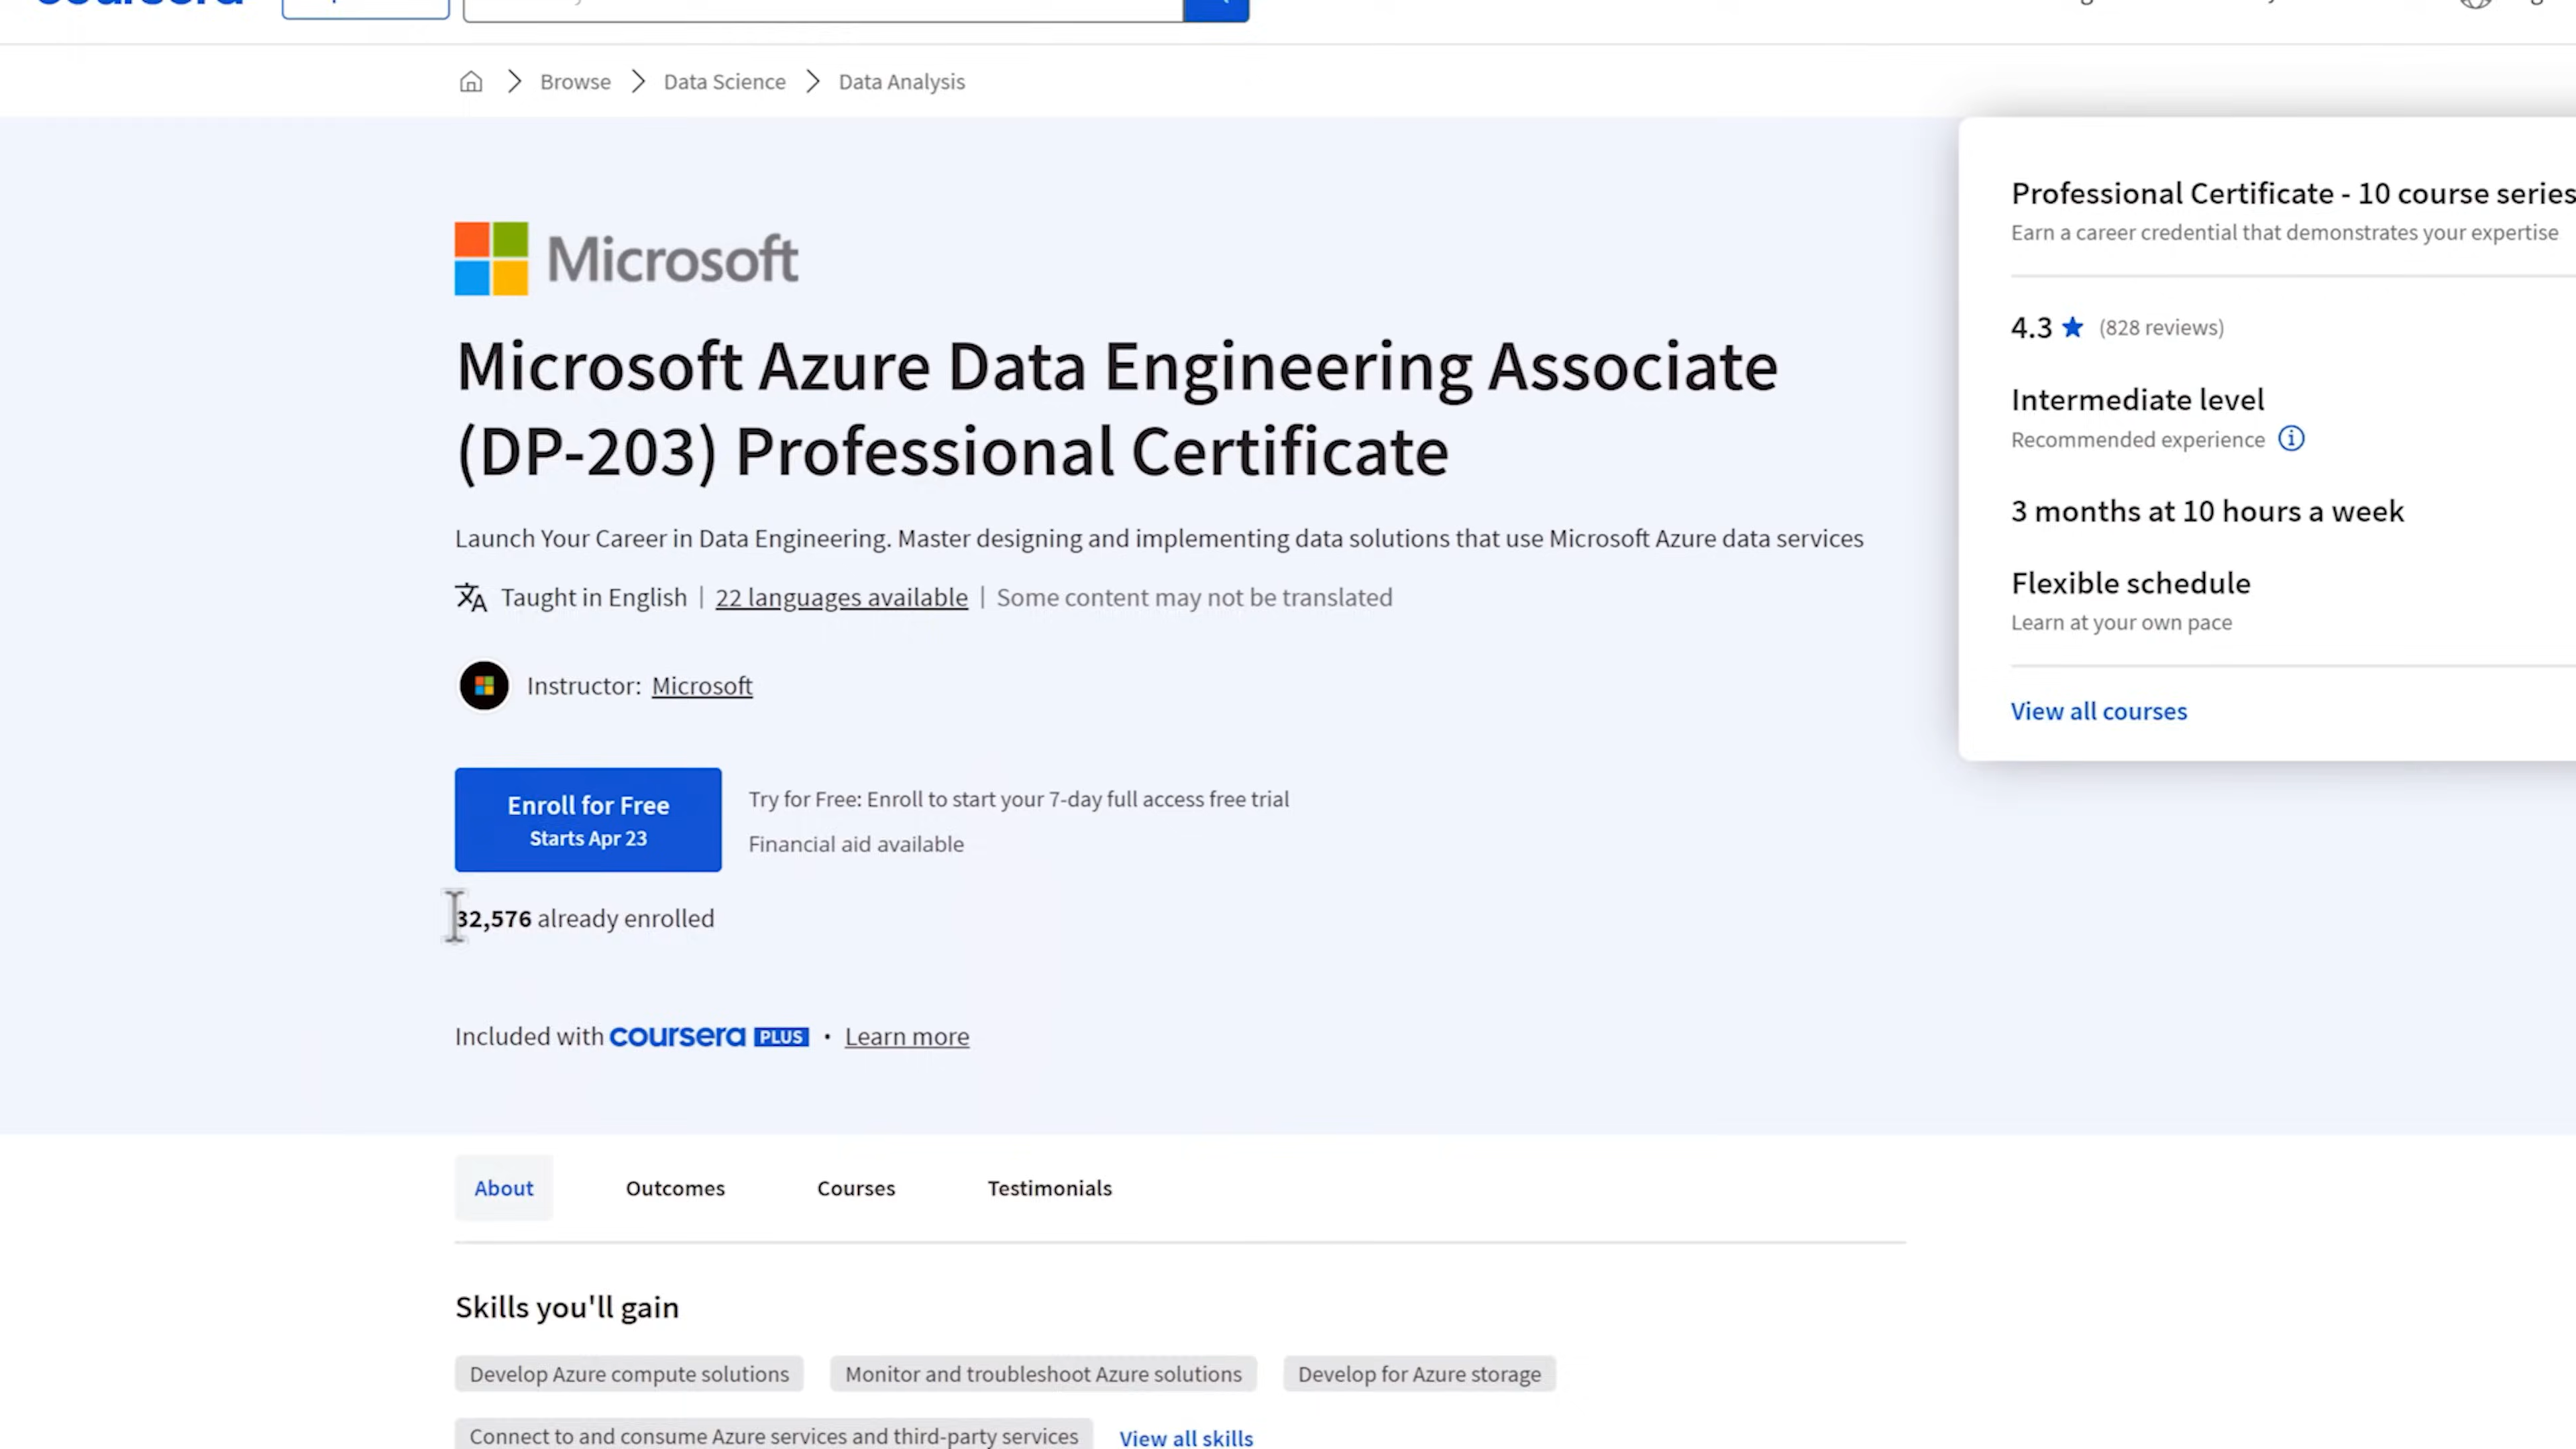 Browse
Data Science
Data Analysis
Microsoft
Microsoft Azure Data Engineering Associate
(DP-203) Professional Certificate
Launch Your Career in Data Engineering. Master designing and implementing data solutions that use Microsoft Azure data services
Taught in English | 22 languages available | Some content may not be translated
Instructor: Microsoft
Enroll for Free
Starts Apr 23
Try for Free: Enroll to start your 7-day full access free trial
Financial aid available
32,576 already enrolled
Included with coursera PLUS • Learn more
Professional Certificate - 10 course series
Earn a career credential that demonstrates your expertise
4.3 (828 reviews)
Intermediate level
Recommended experience
3 months at 10 hours a week
Flexible schedule
Learn at your own pace
View all courses
About
Outcomes
Courses
Testimonials
Skills you'll gain
Develop Azure compute solutions
Monitor and troubleshoot Azure solutions
Develop for Azure storage
Connect to and consume Azure services and third-party services
View all skills